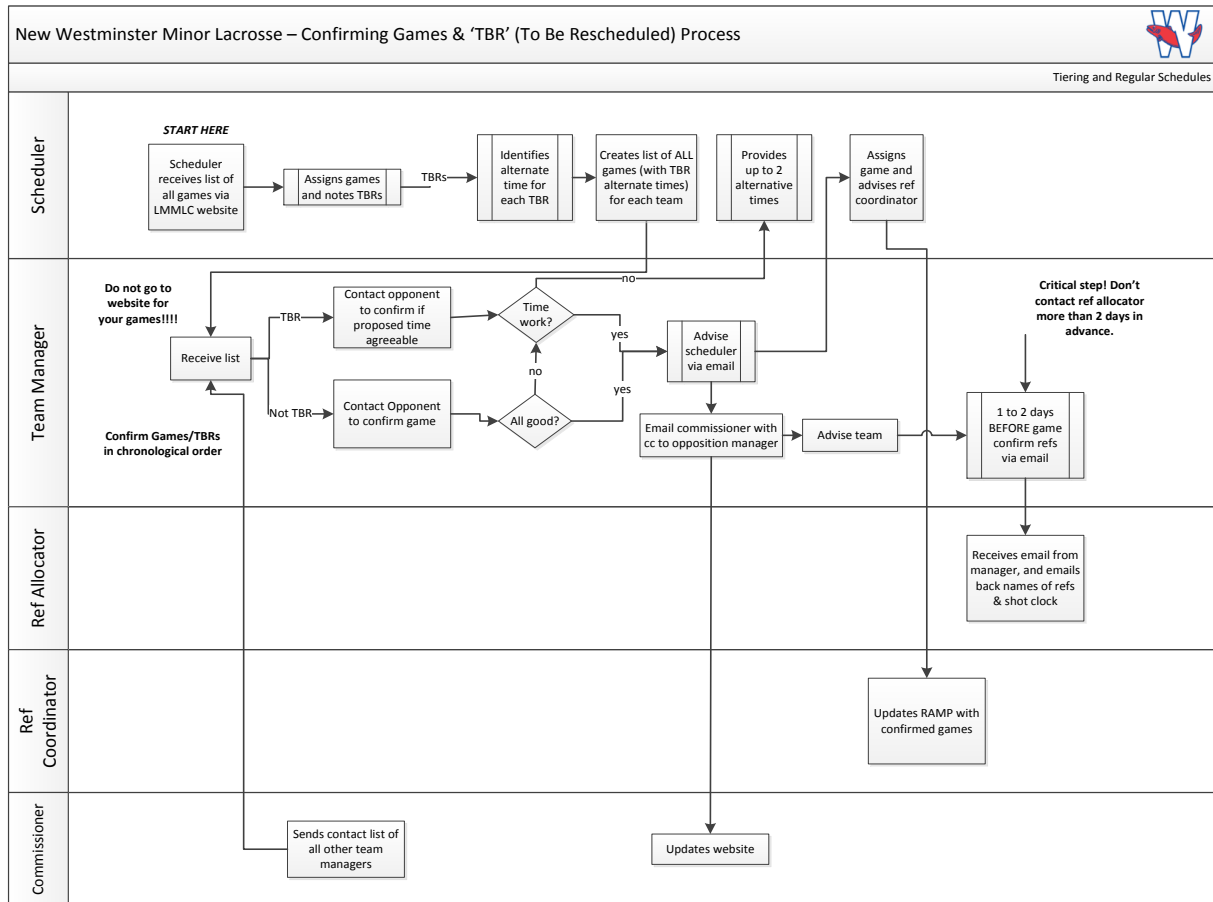 New Westminster Minor Lacrosse – Confirming Games & ‘TBR’ (To Be Rescheduled) Process
W
Tiering and Regular Schedules
Scheduler
START HERE
Scheduler
receives list of
all games via
LMMLC website
Assigns games
and notes TBRs
TBRs
Identifies
alternate
time for
each TBR
Creates list of ALL
games (with TBR
alternate times)
for each team
Provides
up to 2
alternative
times
Assigns
game and
advises ref
coordinator
Team Manager
Do not go to
website for
your games!!!!
Receive list
Confirm Games/TBRs
in chronological order
TBR
Contact opponent
to confirm if
proposed time
agreeable
Not TBR
Contact Opponent
to confirm game
Time
work?
no
yes
no
All good?
yes
Advise
scheduler
via email
Email commissioner with
cc to opposition manager
Advise team
Critical step! Don’t
contact ref allocator
more than 2 days in
advance.
1 to 2 days
BEFORE game
confirm refs
via email
Ref Allocator
Receives email from
manager, and emails
back names of refs
& shot clock
Ref
Coordinator
Updates RAMP with
confirmed games
Commissioner
Sends contact list of
all other team
managers
Updates website